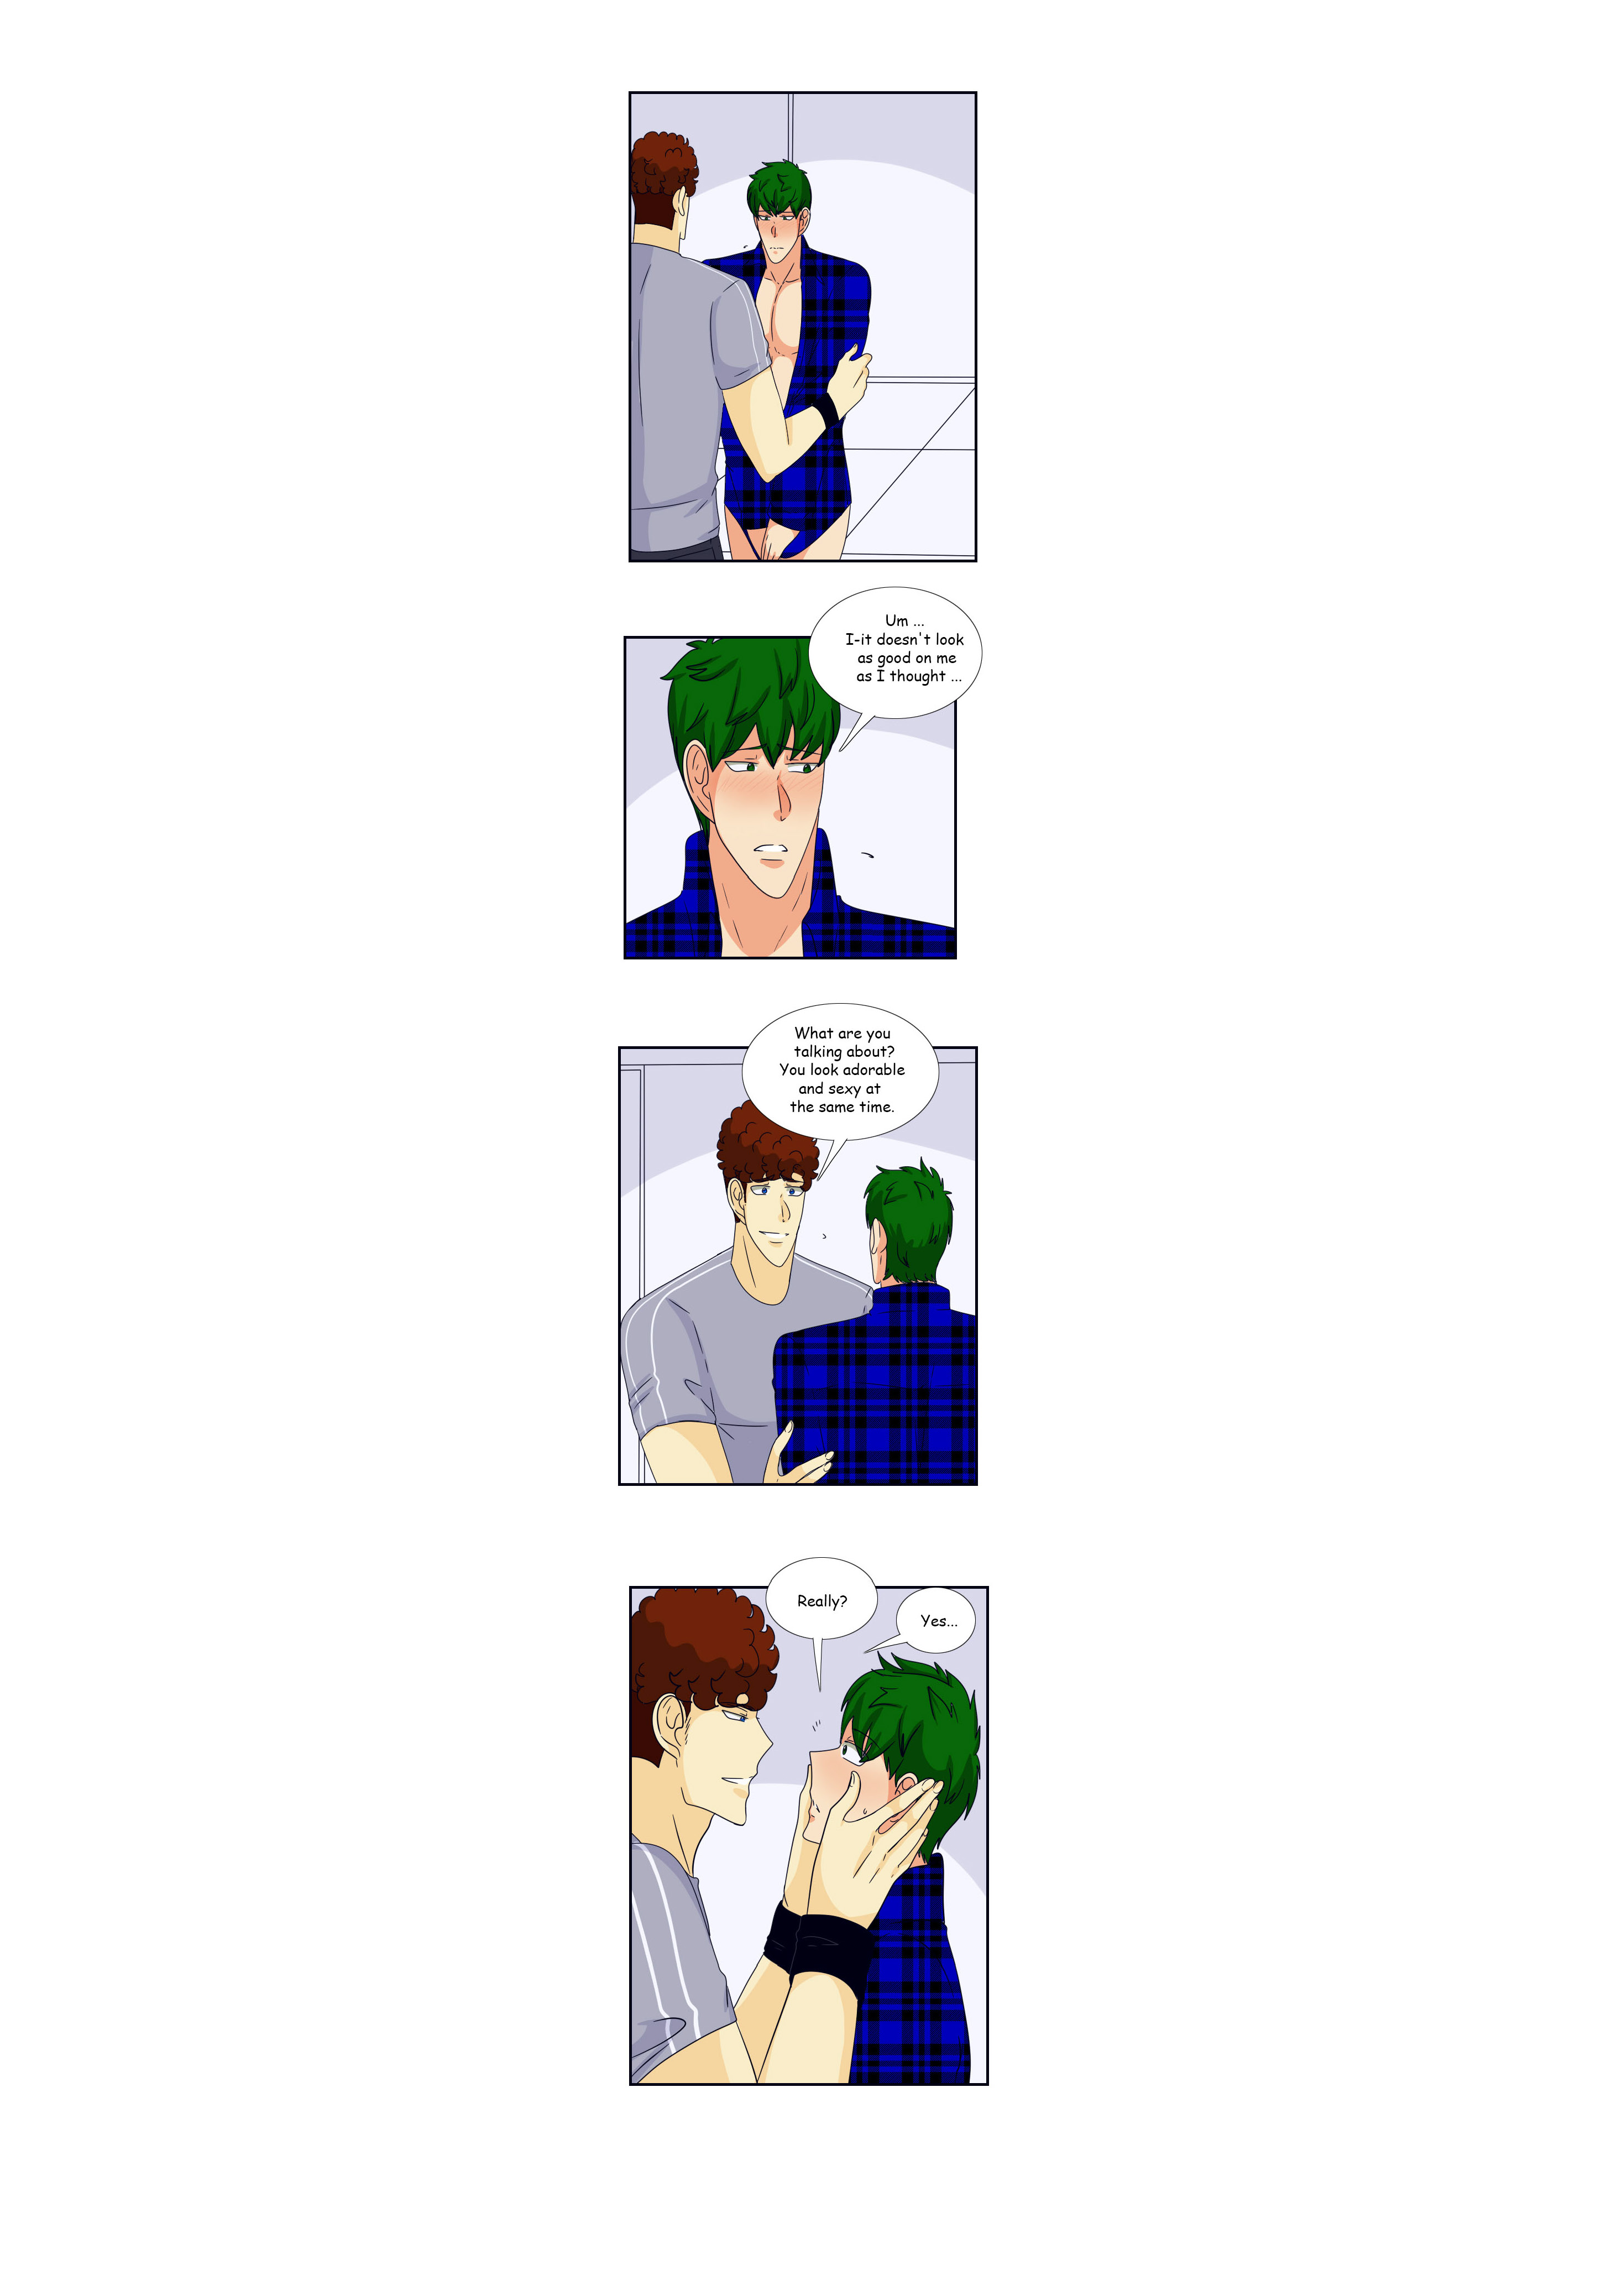 Um ...
I-it doesn't look
as good on me
as I thought ...
What are you
talking about?
You look adorable
and sexy at
the same time.
Really?
Yes...